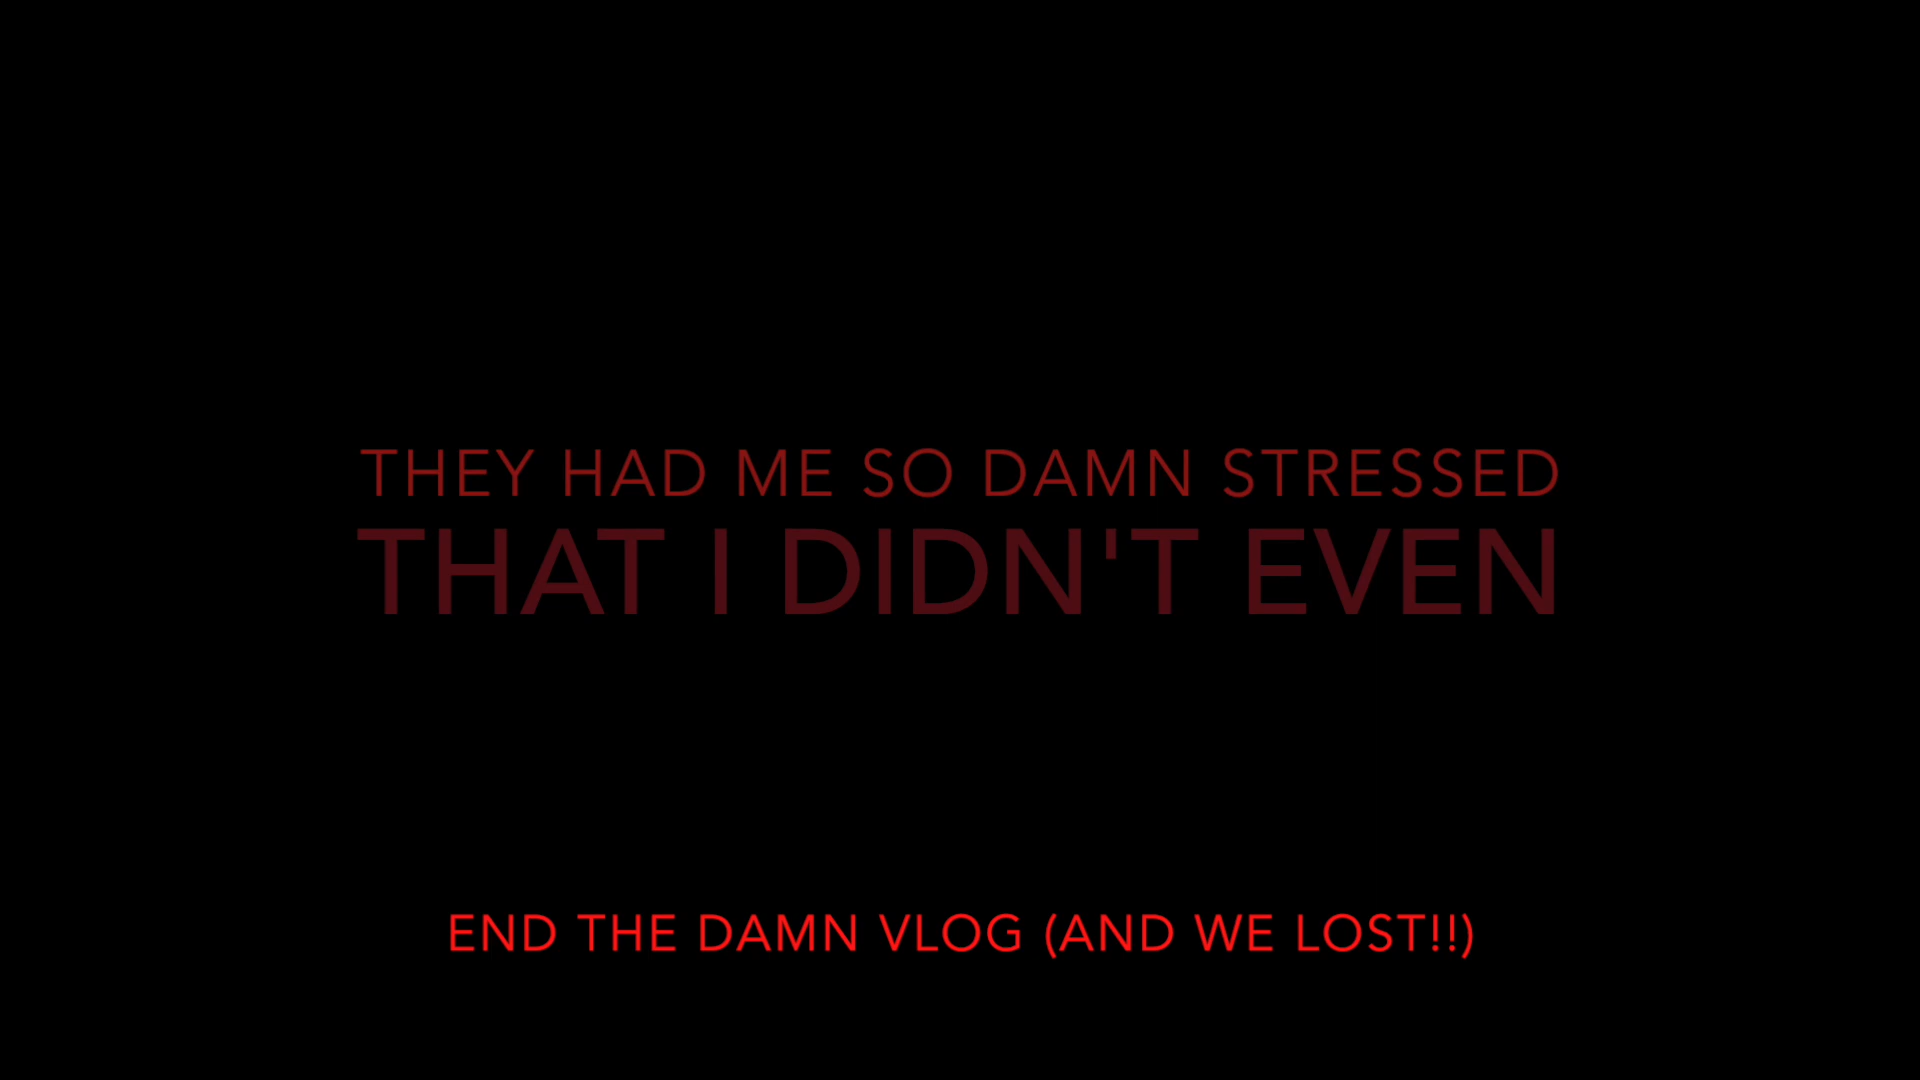 THEY HAD ME SO DAMN STRESSED
THAT I DIDN'T EVEN
END THE DAMN VLOG (AND WE LOST!!)